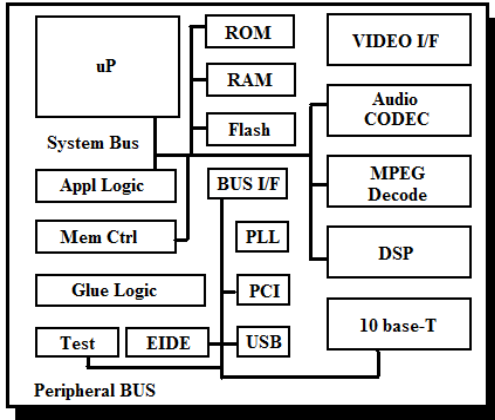 uP
ROM
VIDEO I/F
RAM
Audio
CODEC
Flash
System Bus
Appl Logic
BUS I/F
MPEG
Decode
Mem Ctrl
PLL
DSP
Glue Logic
PCI
10 base-T
Test
EIDE
USB
Peripheral BUS